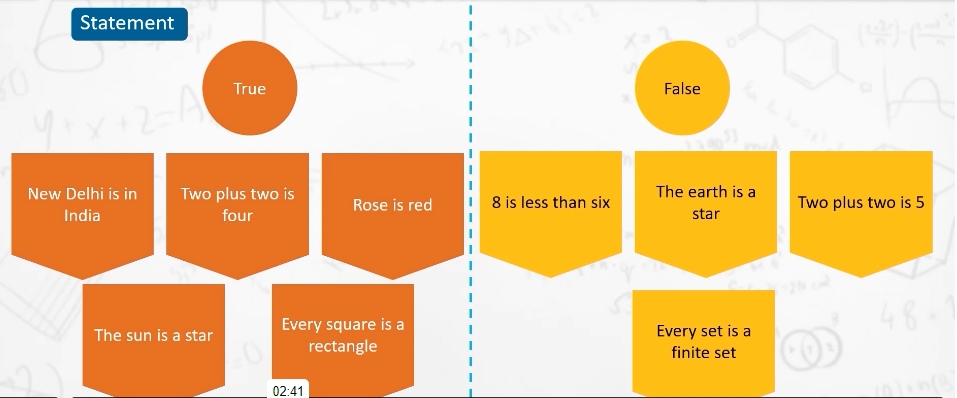 Statement
True
False
New Delhi is in
India
Two plus two is
four
Rose is red
8 is less than six
The earth is a
star
Two plus two is 5
The sun is a star
Every square is a
rectangle
Every set is a
finite set
02:41